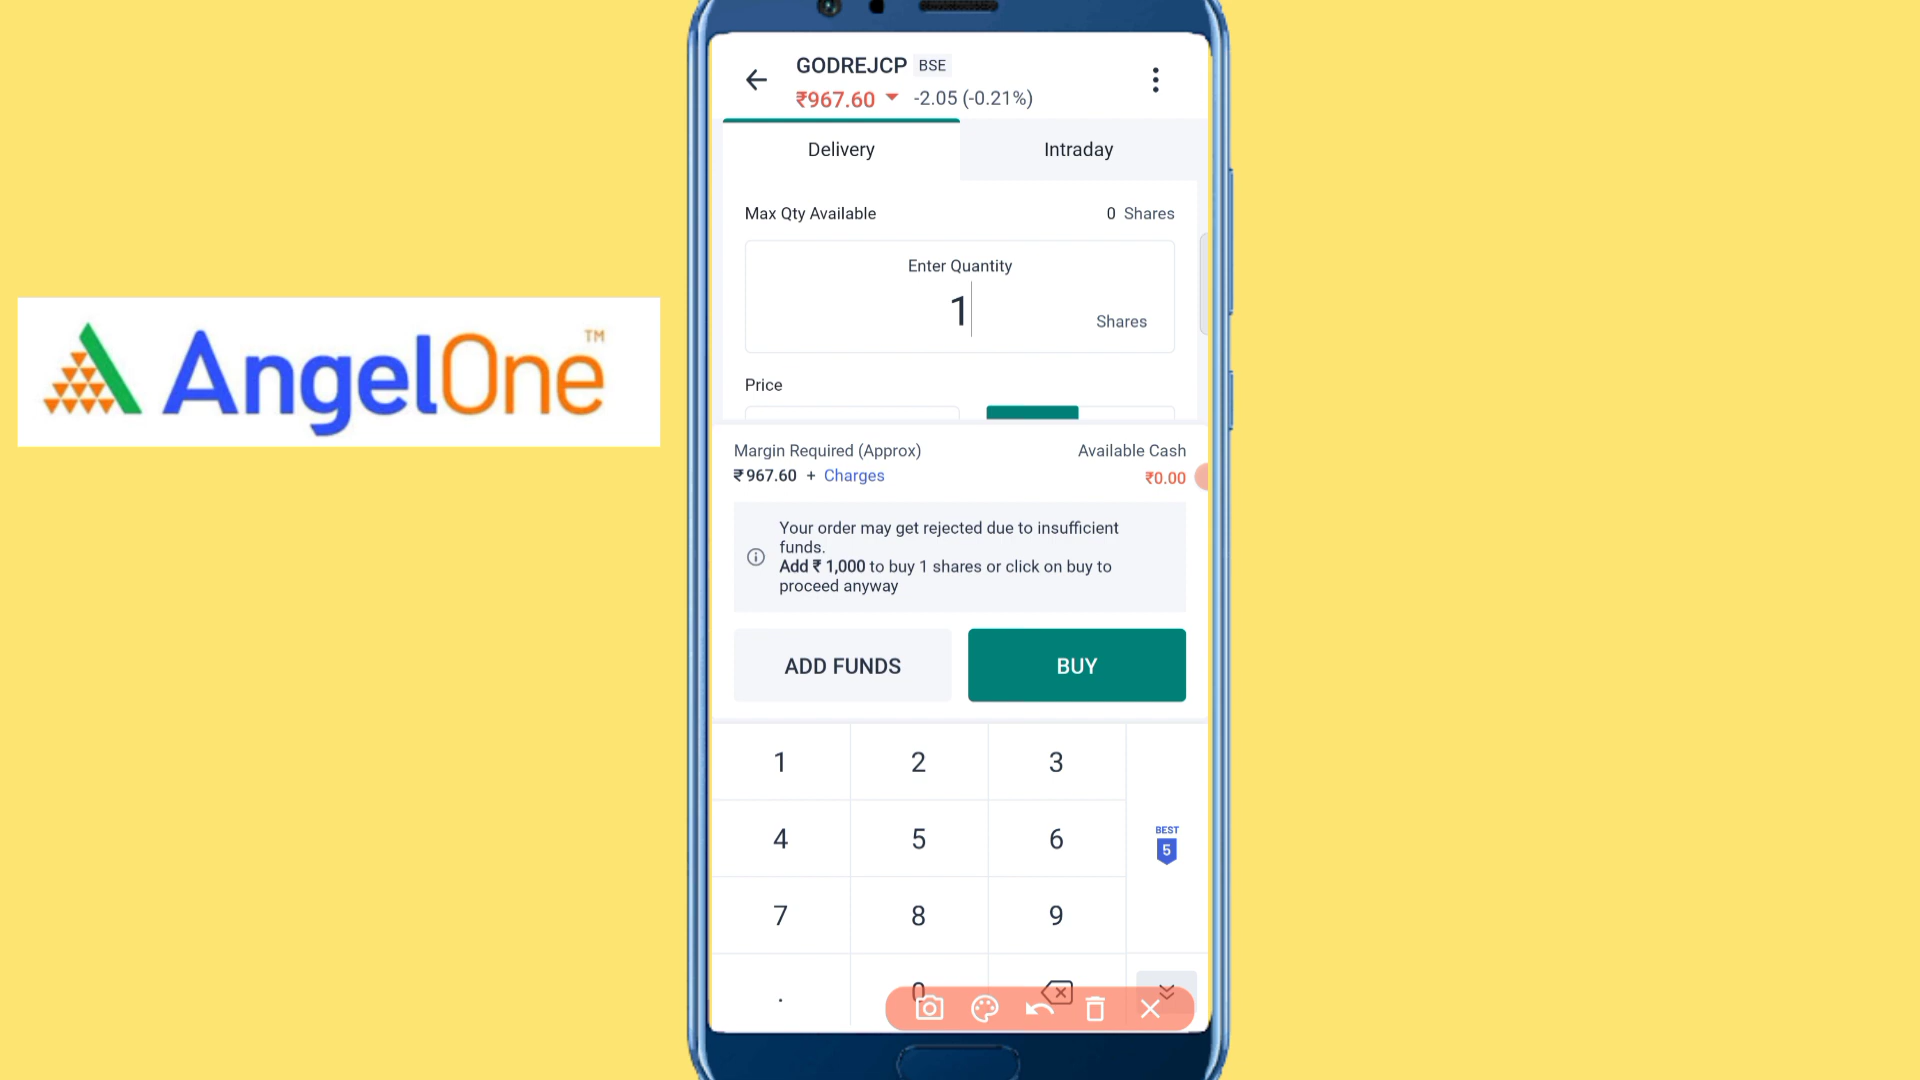 AngelOne™
GODREJCP BSE
₹967.60 -2.05 (-0.21%)
Delivery
Intraday
Max Qty Available
0 Shares
Enter Quantity
1
Shares
Price
Margin Required (Approx)
Available Cash
₹967.60 + Charges
₹0.00
Your order may get rejected due to insufficient
funds.
Add ₹ 1,000 to buy 1 shares or click on buy to
proceed anyway
ADD FUNDS
BUY
1 2 3
4 5 6
BEST
5
7 8 9
. 0